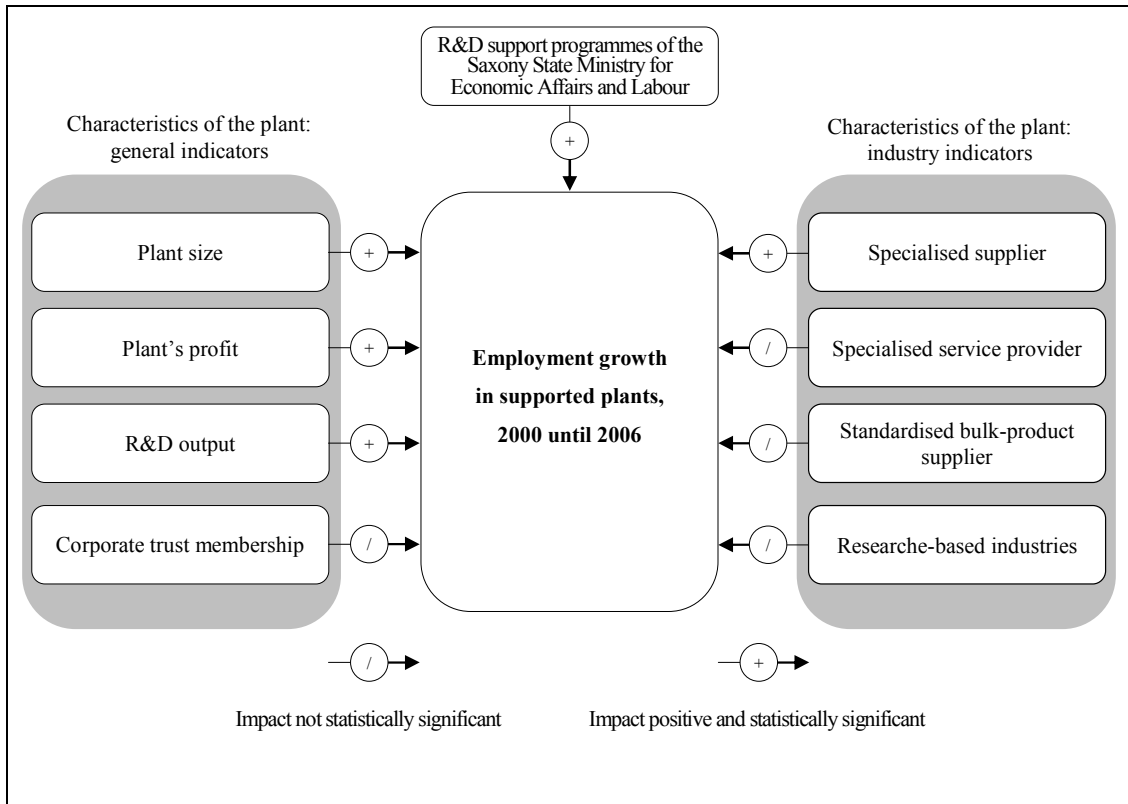 R&D support programmes of the
Saxony State Ministry for
Economic Affairs and Labour
+
Characteristics of the plant:
general indicators
Plant size
+
Plant's profit
+
R&D output
+
Corporate trust membership
/
Employment growth
in supported plants,
2000 until 2006
Characteristics of the plant:
industry indicators
+
Specialised supplier
/
Specialised service provider
/
Standardised bulk-product
supplier
/
Researche-based industries
/
Impact not statistically significant
+
Impact positive and statistically significant